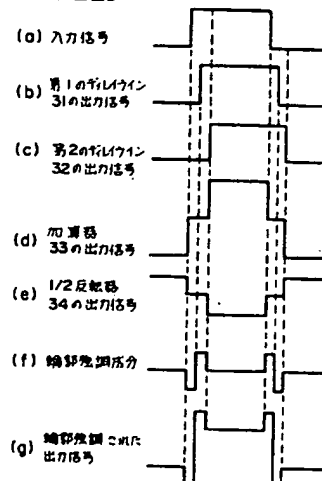 (a) 入力信号
(b) 第1のディレイライン
31の出力信号
(c) 第2のディレイライン
32の出力信号
(d) 加算器
33の出力信号
(e) 1/2反転器
34の出力信号
(f) 輪郭強調成分
(g) 輪郭強調された
出力信号